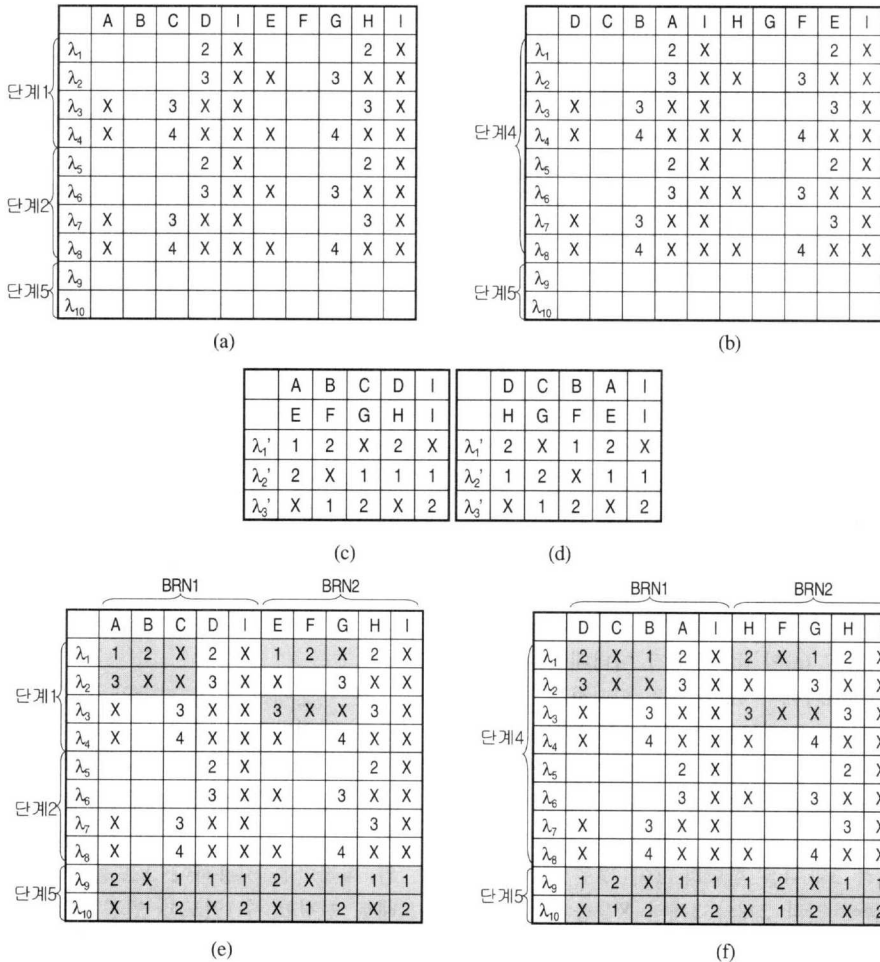 A B C D I E F G H I
단계1
λ₁ 2 X 2 X
λ₂ 3 X X 3 X X
λ₃ X 3 X X 3 X
λ₄ X 4 X X X 4 X X
단계2
λ₅ 2 X 2 X
λ₆ 3 X X 3 X X
λ₇ X 3 X X 3 X
λ₈ X 4 X X X 4 X X
단계5
λ₉
λ₁₀
(a)
D C B A I H G F E I
단계4
λ₁ 2 X 2 X
λ₂ 3 X X 3 X X
λ₃ X 3 X X 3 X
λ₄ X 4 X X X 4 X X
λ₅ 2 X 2 X
λ₆ 3 X X 3 X X
λ₇ X 3 X X 3 X
λ₈ X 4 X X X 4 X X
단계5
λ₉
λ₁₀
(b)
A B C D I
E F G H I
λ₁' 1 2 X 2 X
λ₂' 2 X 1 1 1
λ₃' X 1 2 X 2
(c)
D C B A I
H G F E I
λ₁' 2 X 1 2 X
λ₂' 1 2 X 1 1
λ₃' X 1 2 X 2
(d)
BRN1 BRN2
A B C D I E F G H I
단계1
λ₁ 1 2 X 2 X 1 2 X 2 X
λ₂ 3 X X 3 X X 3 X X
λ₃ X 3 X X 3 X X 3 X
λ₄ X 4 X X X 4 X X
단계2
λ₅ 2 X 2 X
λ₆ 3 X X 3 X X
λ₇ X 3 X X 3 X
λ₈ X 4 X X X 4 X X
단계5
λ₉ 2 X 1 1 1 2 X 1 1 1
λ₁₀ X 1 2 X 2 X 1 2 X 2
(e)
BRN1 BRN2
D C B A I H F G H
단계4
λ₁ 2 X 1 2 X 2 X 1 2 X
λ₂ 3 X X 3 X X 3 X X
λ₃ X 3 X X 3 X X 3 X
λ₄ X 4 X X X 4 X X
λ₅ 2 X 2 X
λ₆ 3 X X 3 X X
λ₇ X 3 X X 3 X
λ₈ X 4 X X X 4 X X
단계5
λ₉ 1 2 X 1 1 1 2 X 1 1
λ₁₀ X 1 2 X 2 X 1 2 X 2
(f)